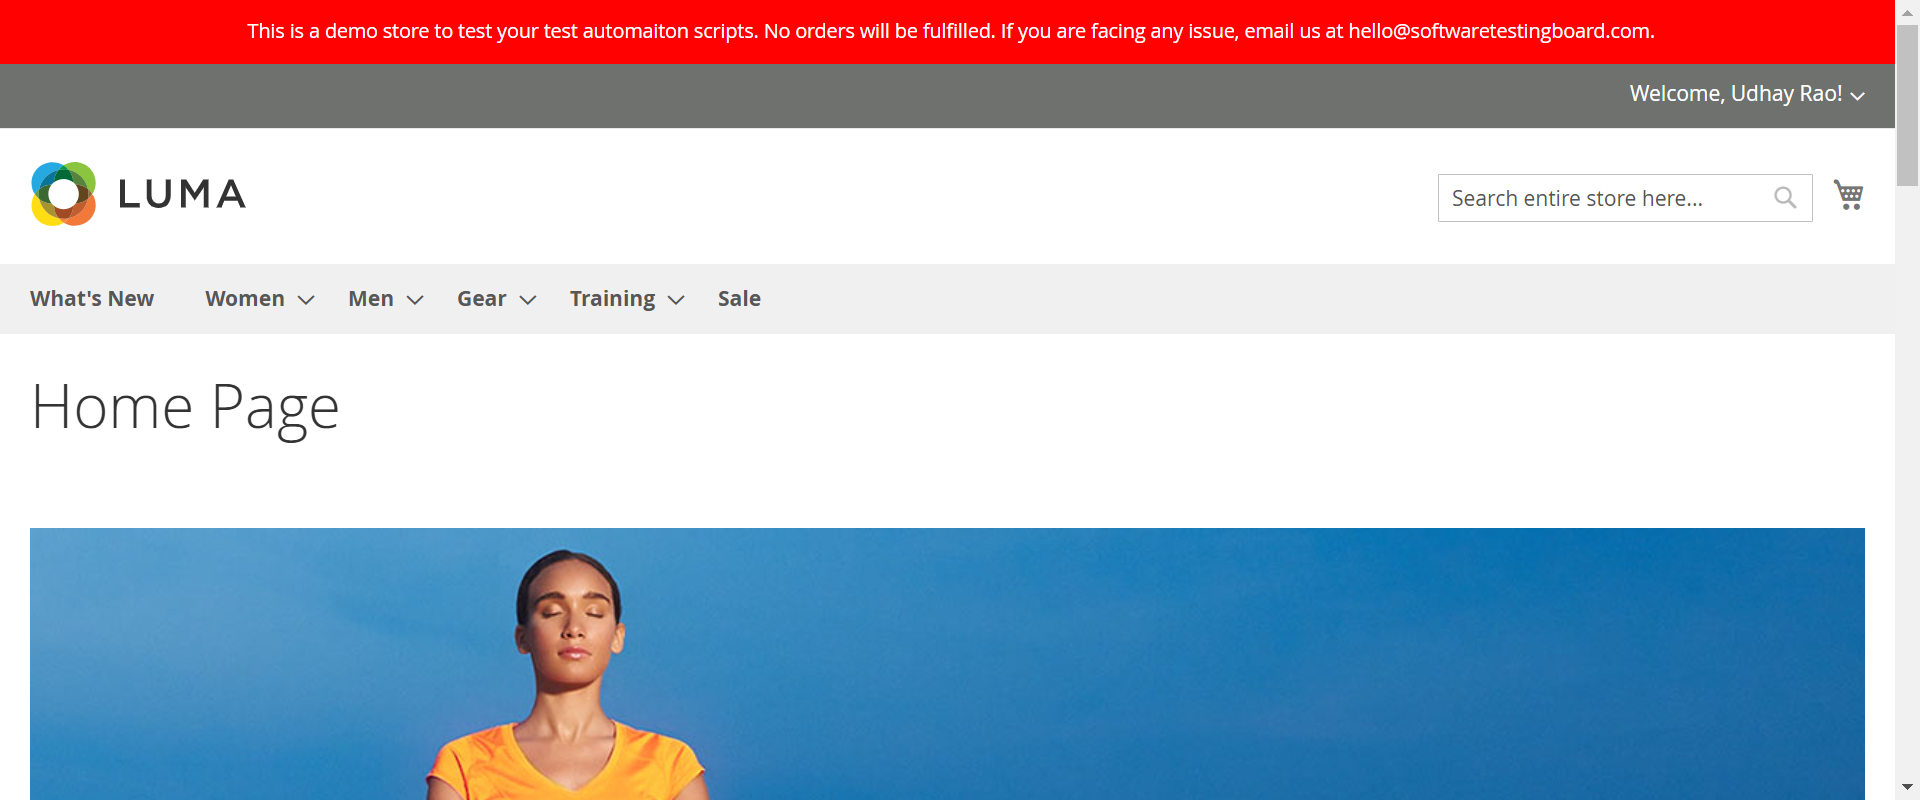 This is a demo store to test your test automaiton scripts. No orders will be fulfilled. If you are facing any issue, email us at hello@softwaretestingboard.com.
Welcome, Udhay Rao!
LUMA
Search entire store here...
What's New Women Men Gear Training Sale
Home Page